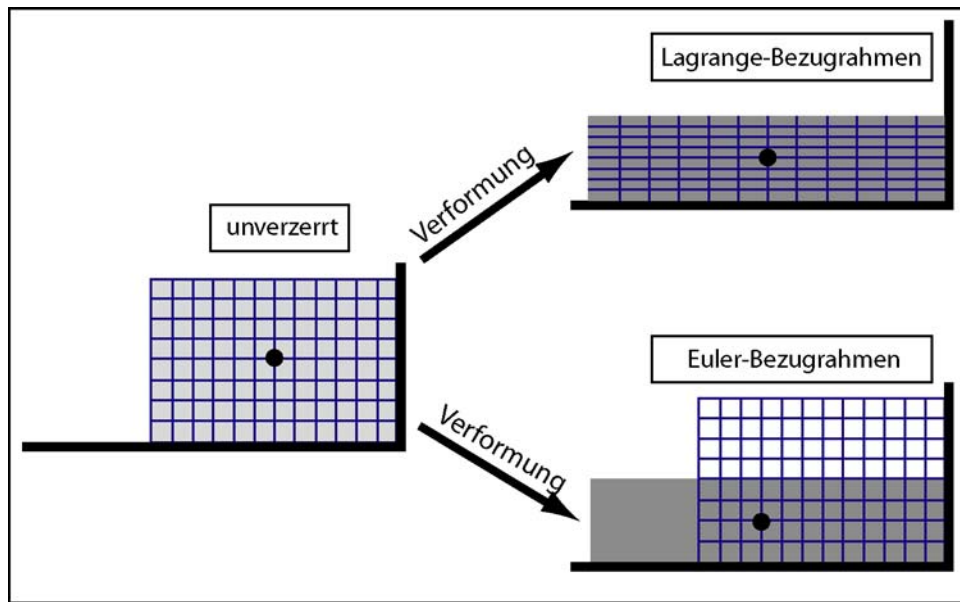 Lagrange-Bezugrahmen
Verformung
unverzerrt
Euler-Bezugrahmen
Verformung